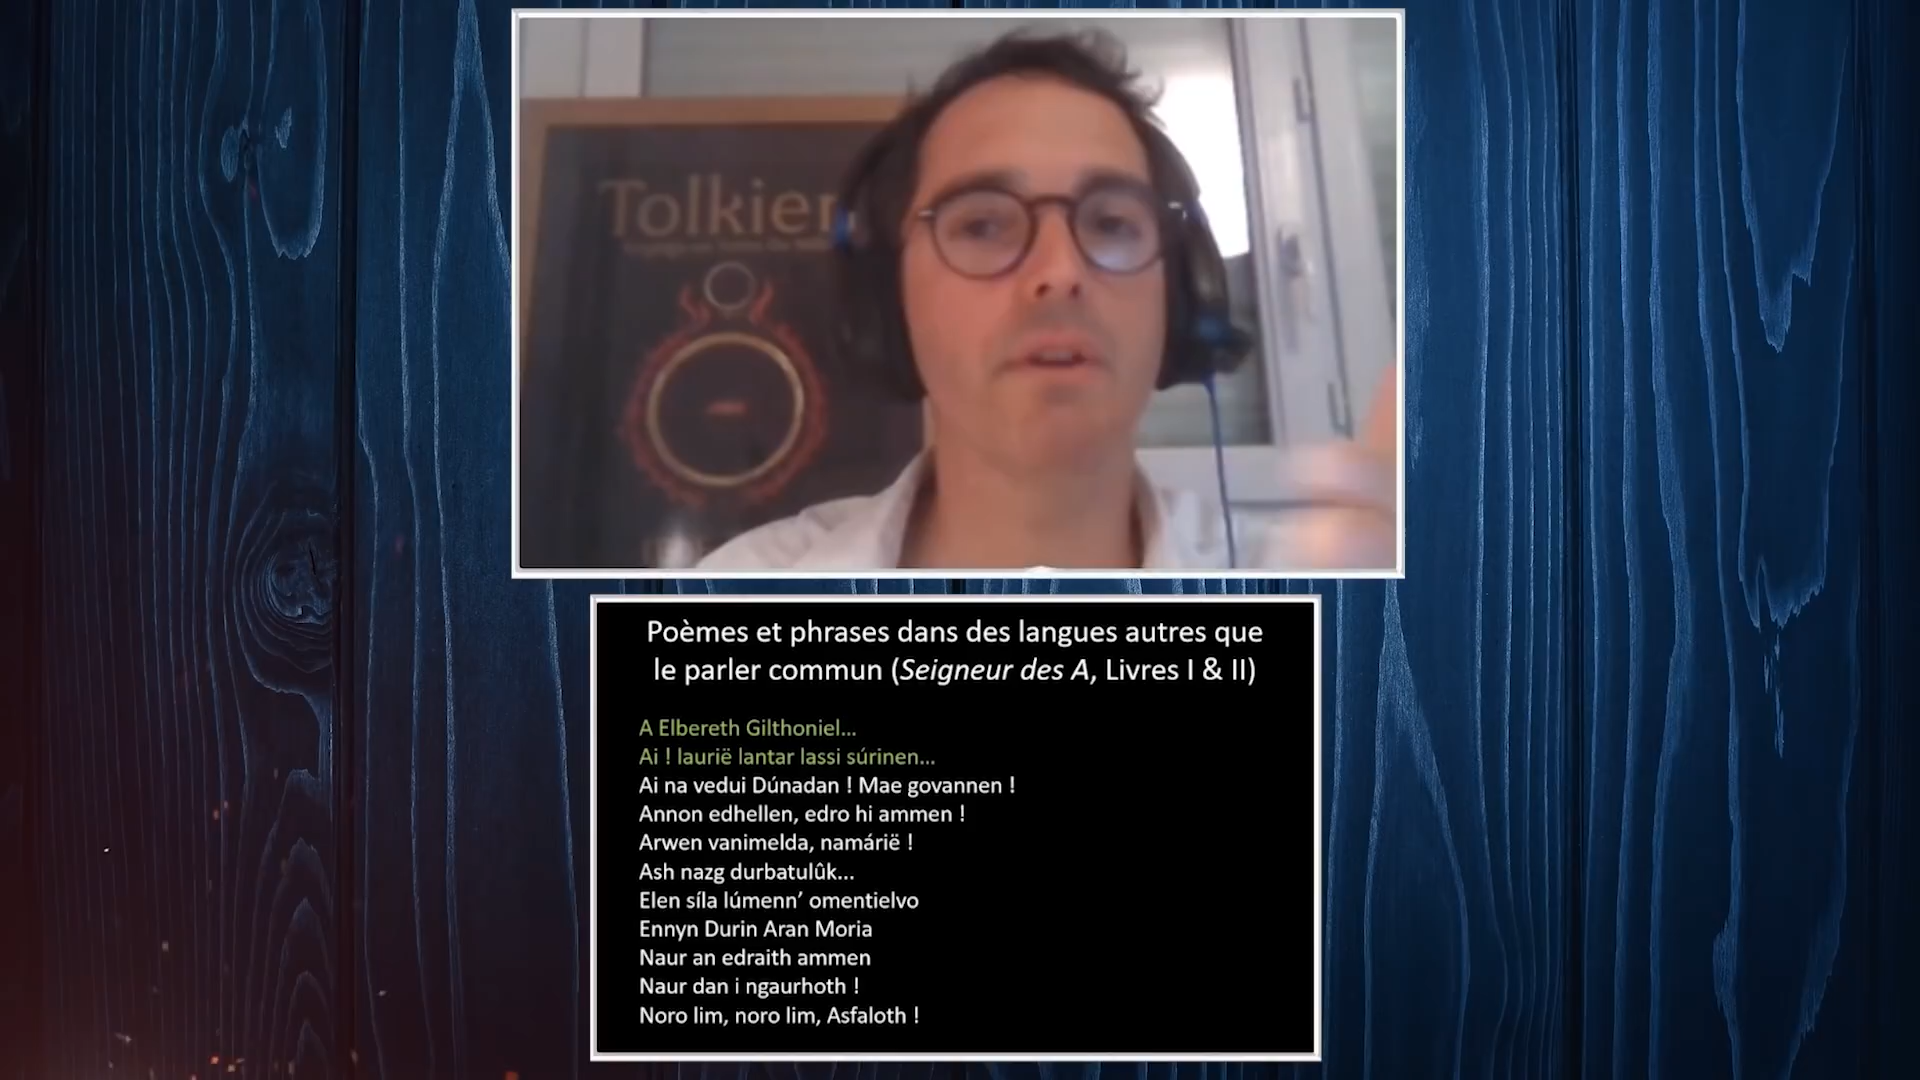 Tolkien
Poèmes et phrases dans des langues autres que
le parler commun (Seigneur des A, Livres I & II)
A Elbereth Gilthoniel...
Ai ! laurië lantar lassi súrinen...
Ai na vedui Dúnadan ! Mae govannen !
Annon edhellen, edro hi ammen !
Arwen vanimelda, namárië !
Ash nazg durbatulûk...
Elen síla lúmenn’ omentielvo
Ennyn Durin Aran Moria
Naur an edraith ammen
Naur dan i ngaurhoth !
Noro lim, noro lim, Asfaloth !